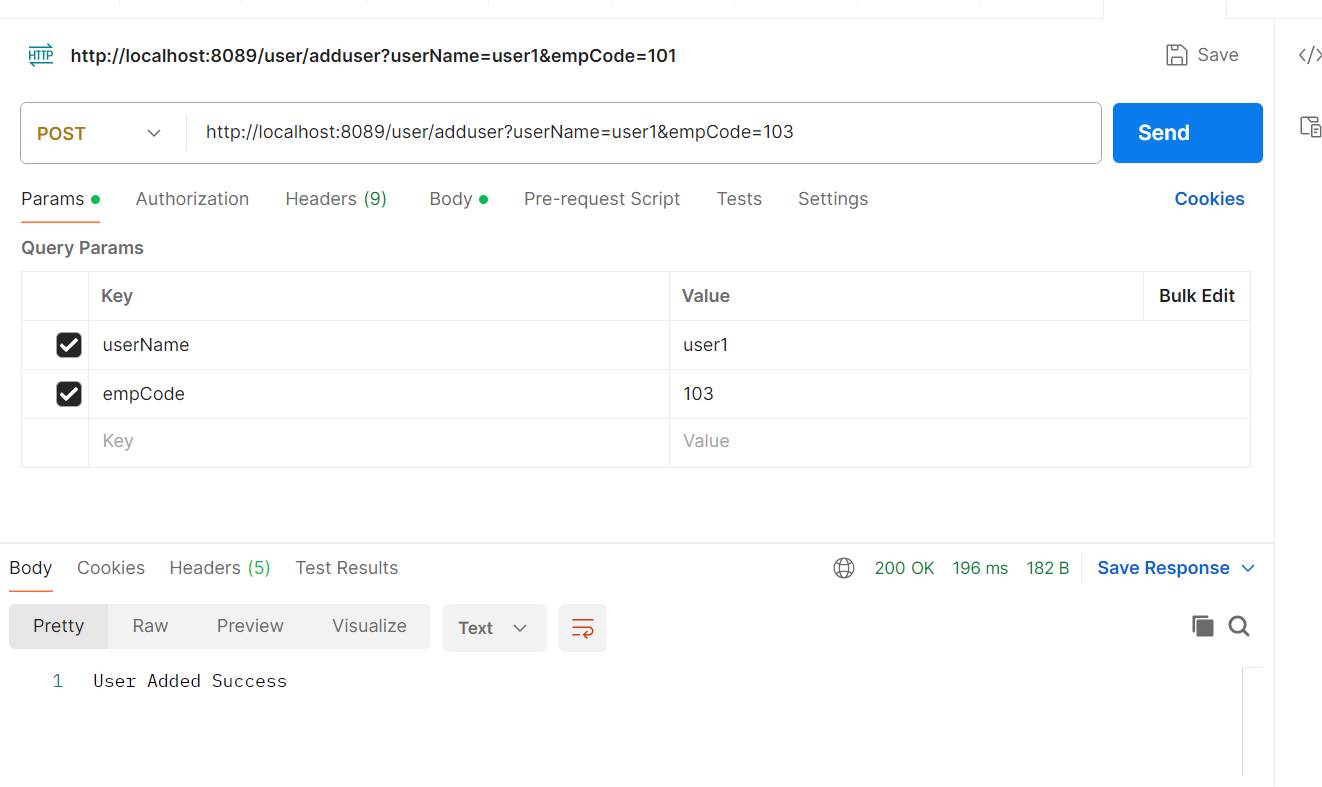 HTTP http://localhost:8089/user/adduser?userName=user1&empCode=101 Save </>
POST http://localhost:8089/user/adduser?userName=user1&empCode=103 Send
Params Authorization Headers (9) Body Pre-request Script Tests Settings Cookies
Query Params
Key Value Bulk Edit
userName user1
empCode 103
Key Value
Body Cookies Headers (5) Test Results 200 OK 196 ms 182 B Save Response
Pretty Raw Preview Visualize Text
1 User Added Success